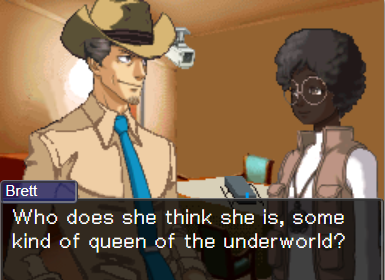 Brett
Who does she think she is, some
kind of queen of the underworld?